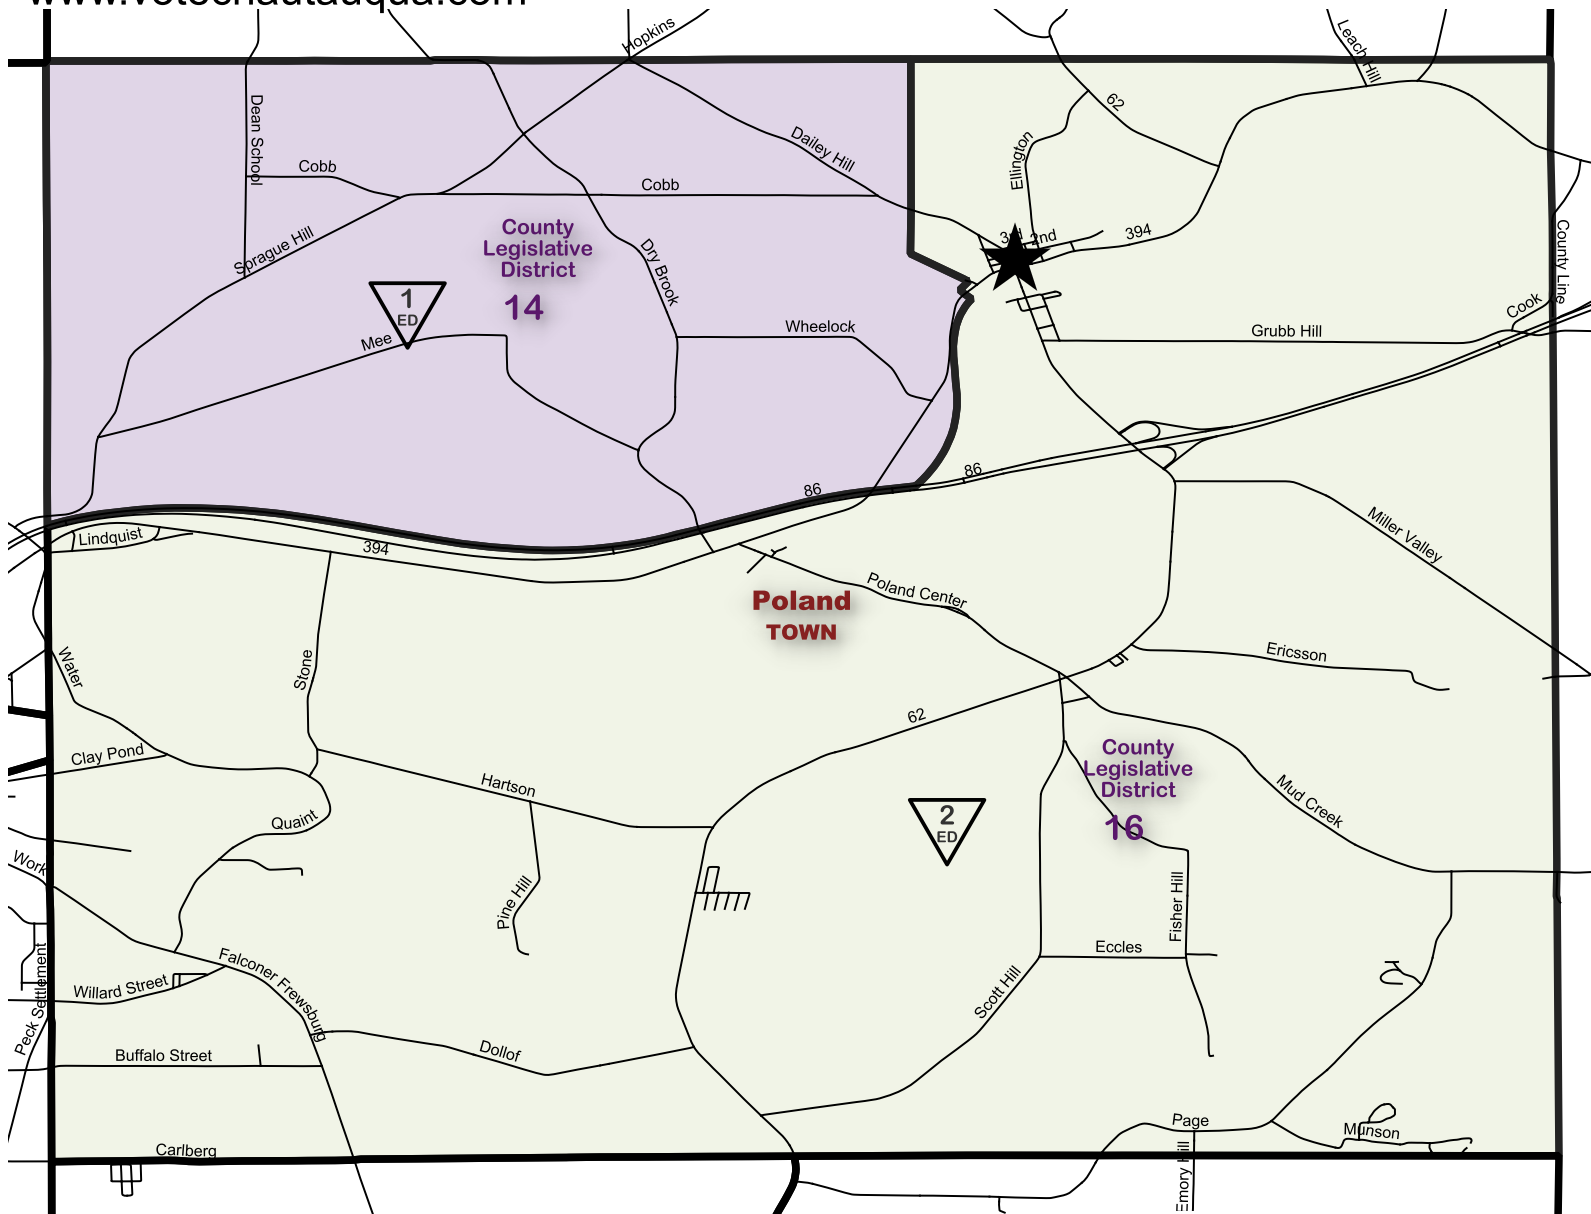 www.votechautauqua.com
Hopkins
Leach Hill
62
Dean School
Dailey Hill
Ellington
Cobb
Cobb
County
Legislative
District
14
Sprague Hill
3rd
2nd
394
County Line
Dry Brook
1
ED
Mee
Wheelock
Cook
Grubb Hill
86
86
Lindquist
394
Miller Valley
Poland Center
Poland
TOWN
Water
Stone
Ericsson
62
Clay Pond
County
Legislative
District
16
Hartson
Mud Creek
2
ED
Quaint
Work
Pine Hill
Fisher Hill
Eccles
Falconer Frewsburg
Willard Street
Peck Settlement
Scott Hill
Buffalo Street
Dollof
Page
Munson
Carlberg
Emory Hill